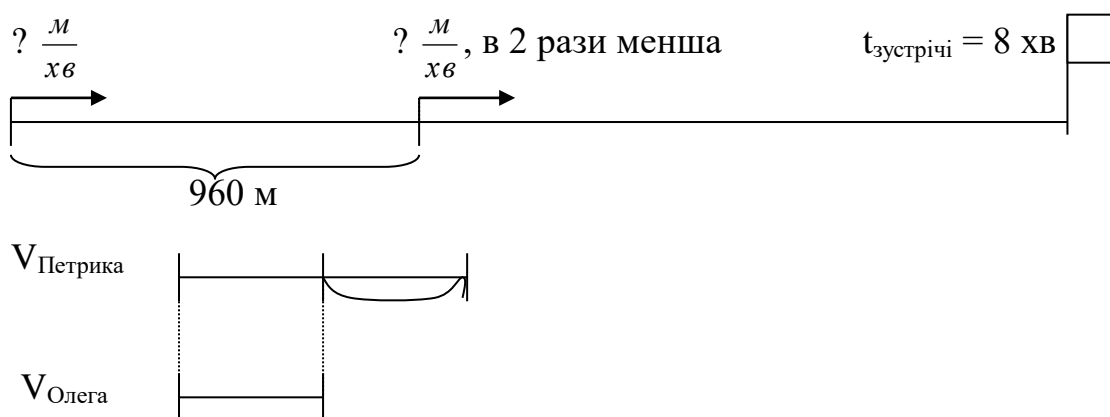 ? м/хв ? м/хв, в 2 рази менша tзустрічі = 8 хв
960 м
VПетрика
VОлега